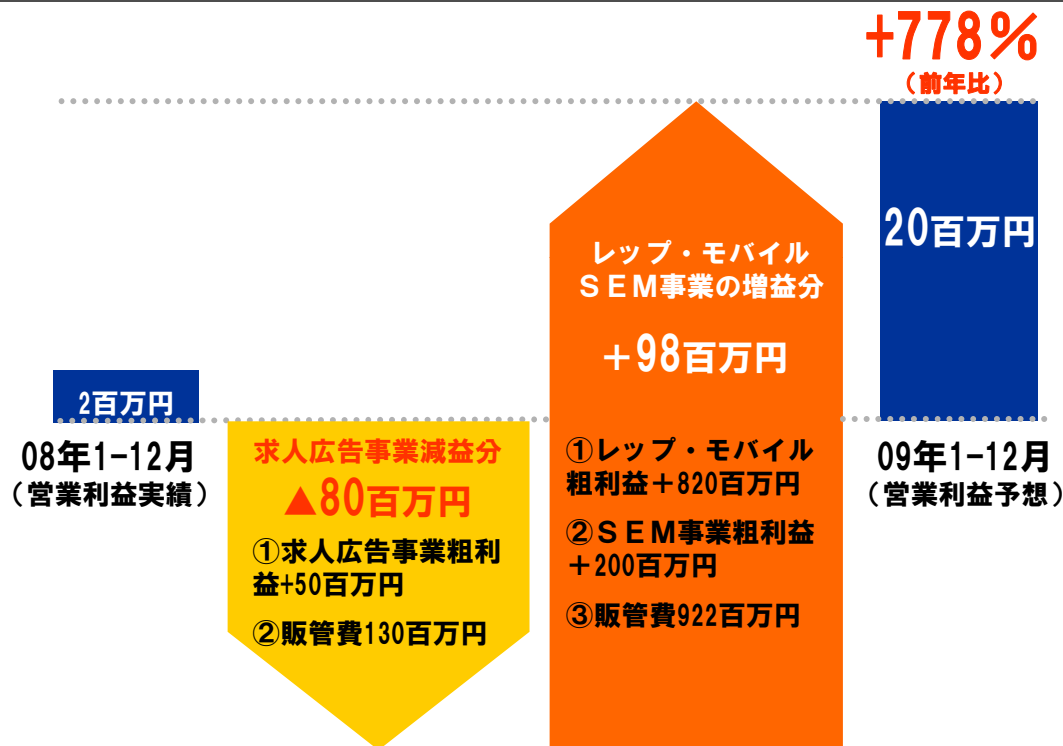 +778％
（前年比）
20百万円
レップ・モバイル
ＳＥＭ事業の増益分
＋98百万円
2百万円
08年1-12月
（営業利益実績）
求人広告事業減益分
▲80百万円
①求人広告事業粗利
益+50百万円
②販管費130百万円
①レップ・モバイル
粗利益＋820百万円
②ＳＥＭ事業粗利益
＋200百万円
③販管費922百万円
09年1-12月
（営業利益予想）